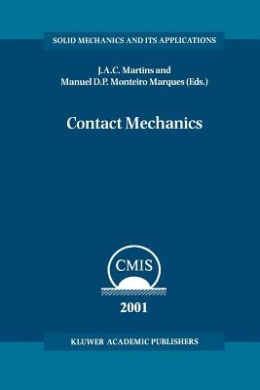 SOLID MECHANICS AND ITS APPLICATIONS
J.A.C. Martins and
Manuel D.P. Monteiro Marques (Eds.)
Contact Mechanics
CMIS
2001
KLUWER ACADEMIC PUBLISHERS